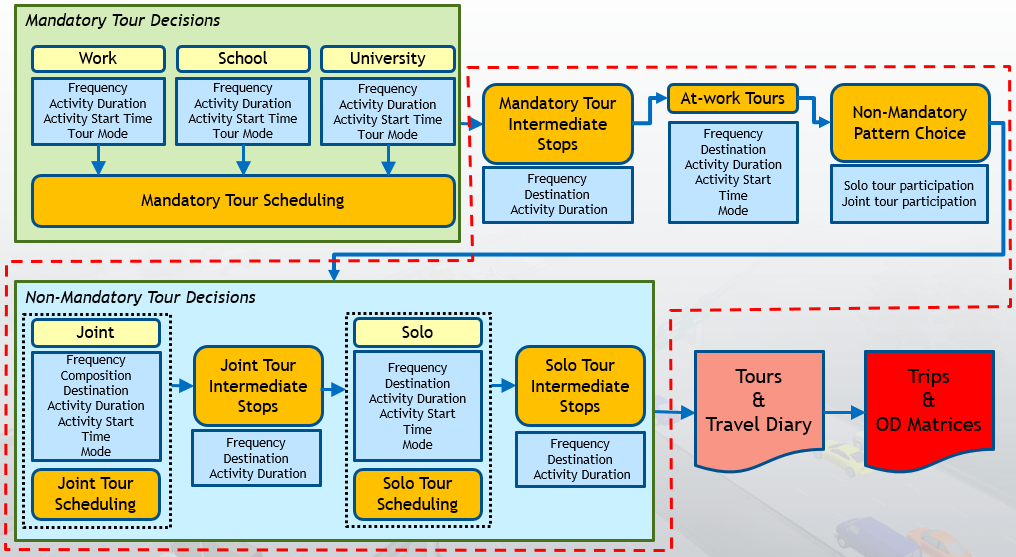 Mandatory Tour Decisions
Work
Frequency
Activity Duration
Activity Start Time
Tour Mode
School
Frequency
Activity Duration
Activity Start Time
Tour Mode
University
Frequency
Activity Duration
Activity Start Time
Tour Mode
Mandatory Tour Scheduling
Mandatory Tour
Intermediate
Stops
Frequency
Destination
Activity Duration
At-work Tours
Frequency
Destination
Activity Duration
Activity Start
Time
Mode
Non-Mandatory
Pattern Choice
Solo tour participation
Joint tour participation
Non-Mandatory Tour Decisions
Joint
Frequency
Composition
Destination
Activity Duration
Activity Start
Time
Mode
Joint Tour
Scheduling
Joint Tour
Intermediate
Stops
Frequency
Destination
Activity Duration
Solo
Frequency
Destination
Activity Duration
Activity Start
Time
Mode
Solo Tour
Scheduling
Solo Tour
Intermediate
Stops
Frequency
Destination
Activity Duration
Tours
&
Travel Diary
Trips
&
OD Matrices